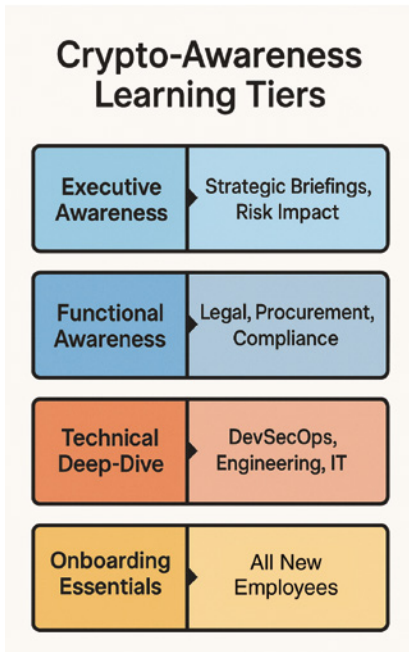 Crypto-Awareness
Learning Tiers
Executive
Awareness
Strategic Briefings,
Risk Impact
Functional
Awareness
Legal, Procurement,
Compliance
Technical
Deep-Dive
DevSecOps,
Engineering, IT
Onboarding
Essentials
All New
Employees